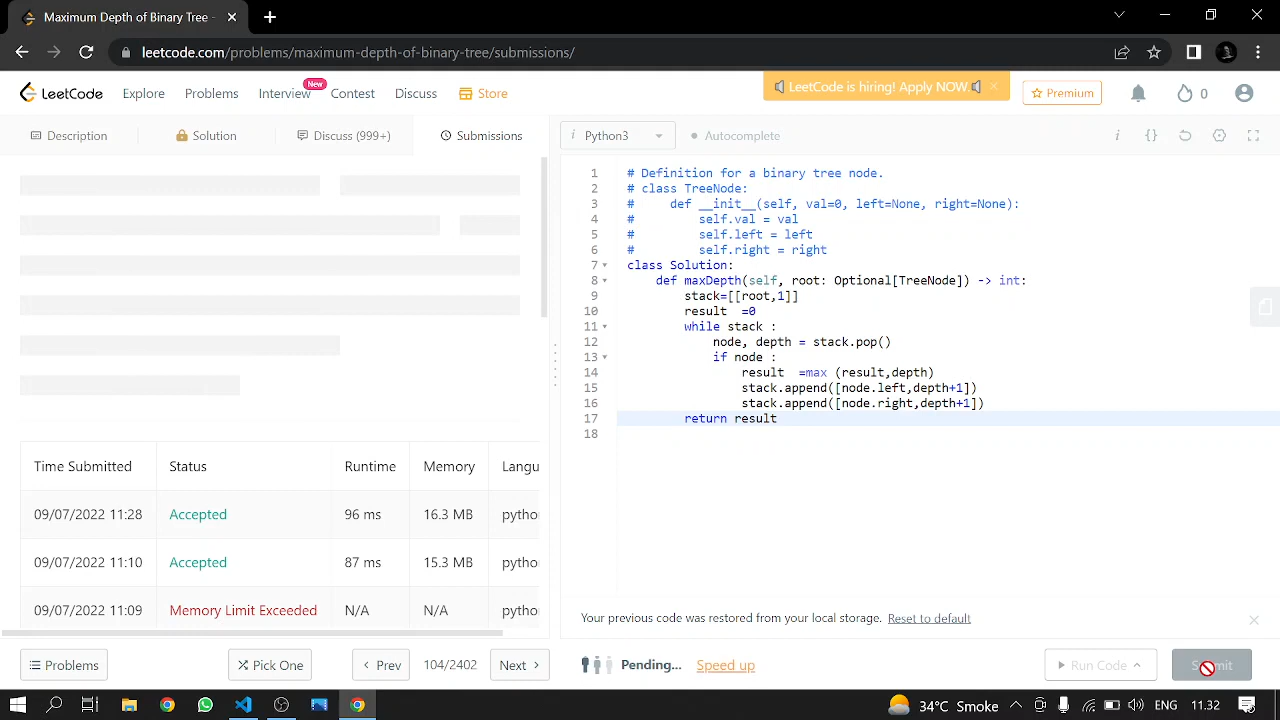 Maximum Depth of Binary Tree -
leetcode.com/problems/maximum-depth-of-binary-tree/submissions/
LeetCode
Explore
Problems
Interview
New
Contest
Discuss
Store
LeetCode is hiring! Apply NOW.
Premium
0
Description
Solution
Discuss (999+)
Submissions
i Python3
Autocomplete
i
{}
1 # Definition for a binary tree node.
2 # class TreeNode:
3 #     def __init__(self, val=0, left=None, right=None):
4 #         self.val = val
5 #         self.left = left
6 #         self.right = right
7 class Solution:
8     def maxDepth(self, root: Optional[TreeNode]) -> int:
9         stack=[[root,1]]
10         result  =0
11         while stack :
12             node, depth = stack.pop()
13             if node :
14                 result  =max (result,depth)
15                 stack.append([node.left,depth+1])
16                 stack.append([node.right,depth+1])
17         return result
18
Time Submitted Status Runtime Memory Langu
09/07/2022 11:28 Accepted 96 ms 16.3 MB pytho
09/07/2022 11:10 Accepted 87 ms 15.3 MB pytho
09/07/2022 11:09 Memory Limit Exceeded N/A N/A pytho
Your previous code was restored from your local storage. Reset to default
Problems
Pick One
Prev
104/2402
Next
Pending...
Speed up
Run Code
Submit
34°C Smoke
ENG
11.32